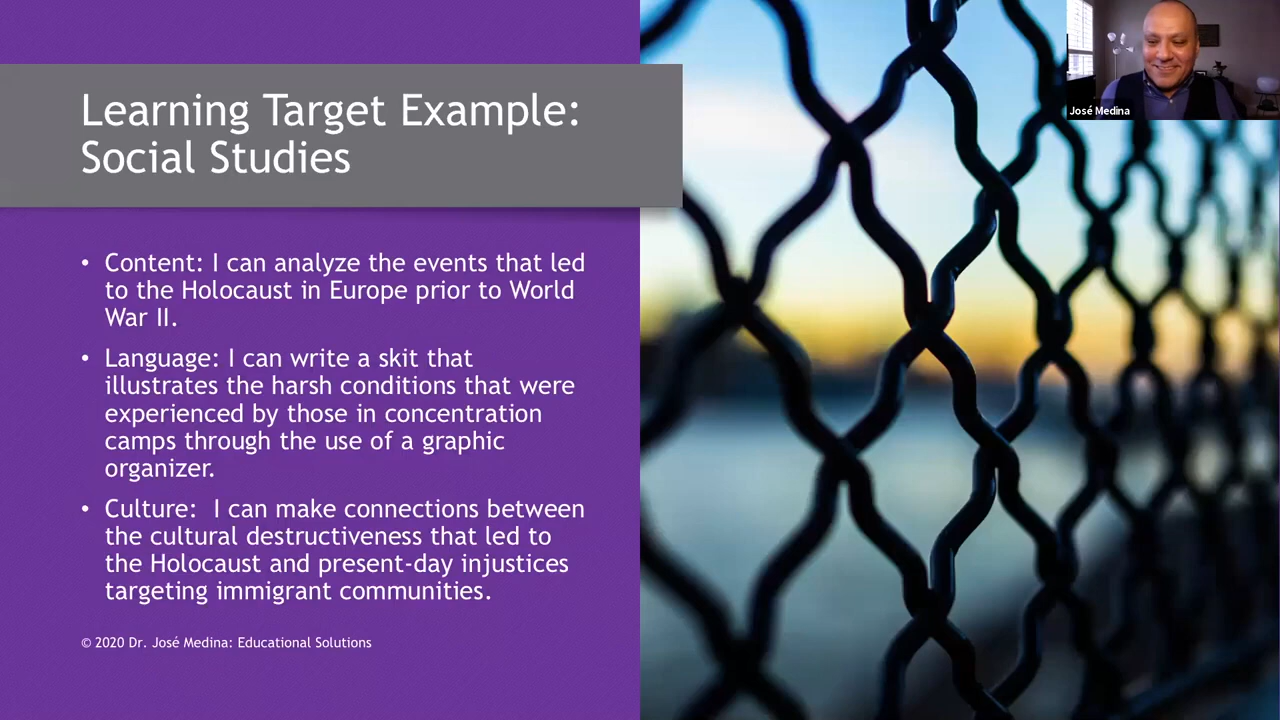 Learning Target Example:
Social Studies
• Content: I can analyze the events that led
to the Holocaust in Europe prior to World
War II.
• Language: I can write a skit that
illustrates the harsh conditions that were
experienced by those in concentration
camps through the use of a graphic
organizer.
• Culture:  I can make connections between
the cultural destructiveness that led to
the Holocaust and present-day injustices
targeting immigrant communities.
© 2020 Dr. José Medina: Educational Solutions
José Medina